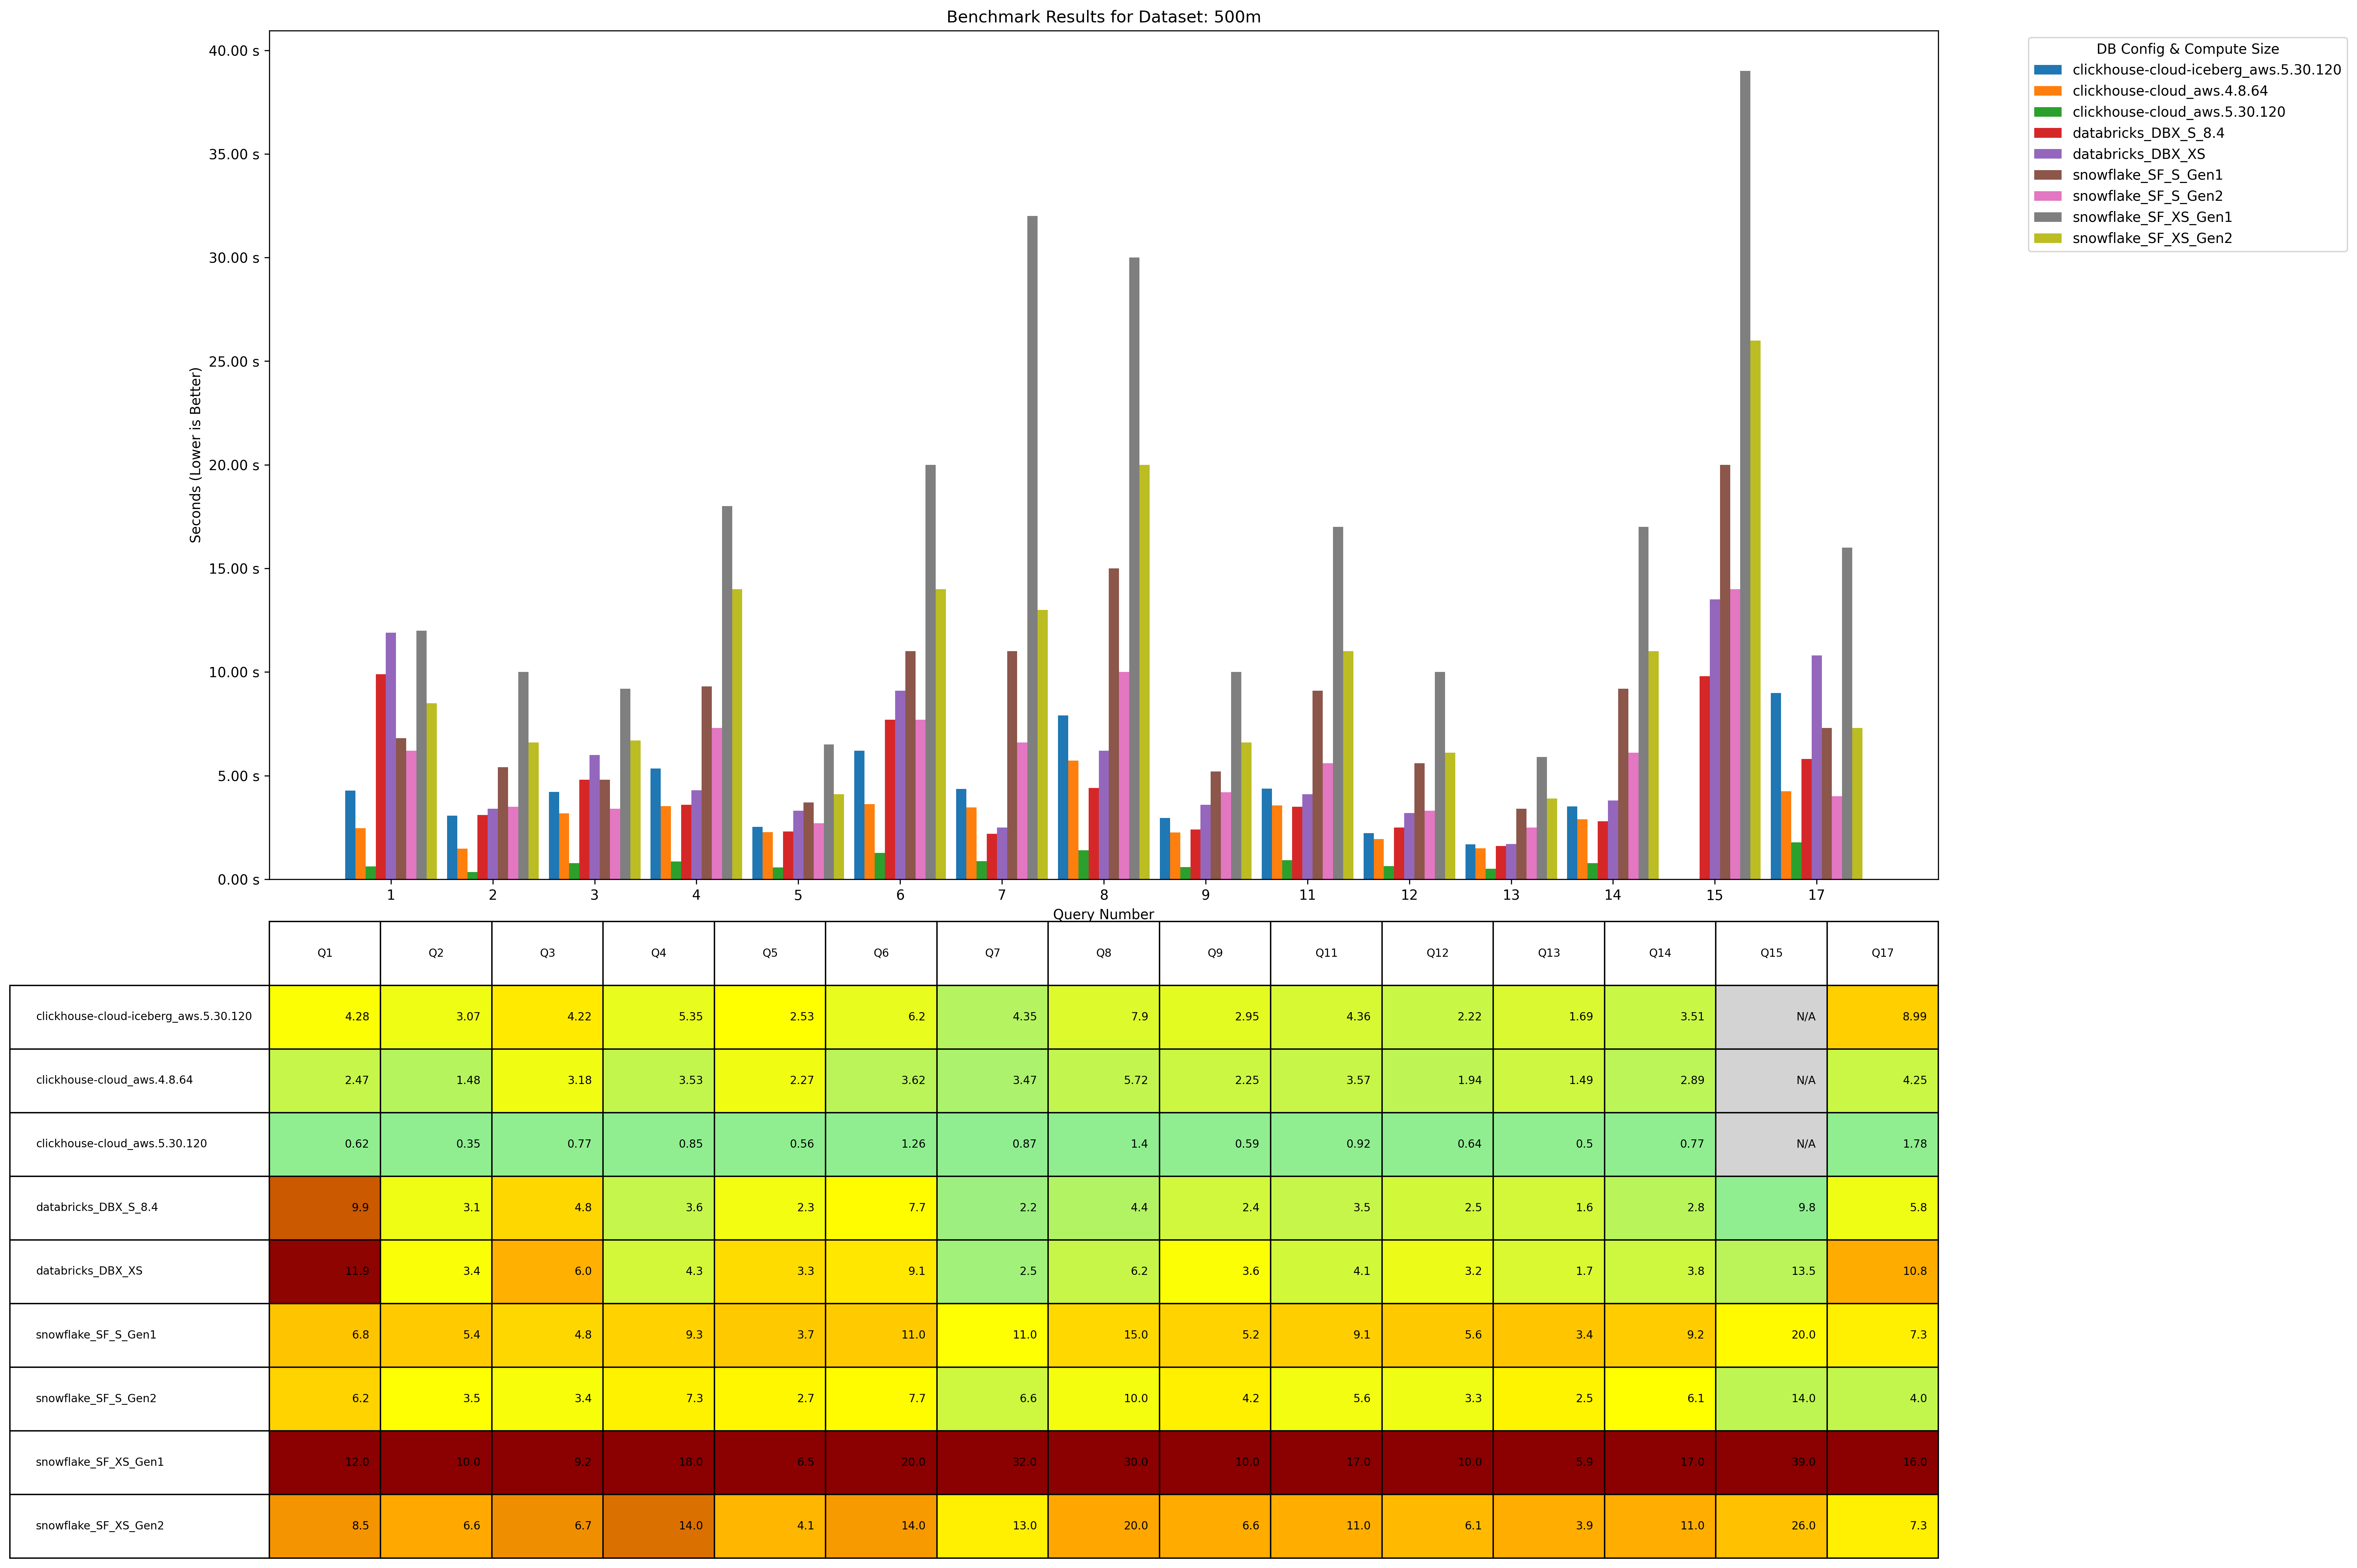 Benchmark Results for Dataset: 500m
40.00 s
35.00 s
30.00 s
25.00 s
20.00 s
15.00 s
10.00 s
5.00 s
0.00 s
Seconds (Lower is Better)
1 2 3 4 5 6 7 8 9 11 12 13 14 15 17
Query Number
DB Config & Compute Size
clickhouse-cloud-iceberg_aws.5.30.120
clickhouse-cloud_aws.4.8.64
clickhouse-cloud_aws.5.30.120
databricks_DBX_S_8.4
databricks_DBX_XS
snowflake_SF_S_Gen1
snowflake_SF_S_Gen2
snowflake_SF_XS_Gen1
snowflake_SF_XS_Gen2
Q1 Q2 Q3 Q4 Q5 Q6 Q7 Q8 Q9 Q11 Q12 Q13 Q14 Q15 Q17
clickhouse-cloud-iceberg_aws.5.30.120 4.28 3.07 4.22 5.35 2.53 6.2 4.35 7.9 2.95 4.36 2.22 1.69 3.51 N/A 8.99
clickhouse-cloud_aws.4.8.64 2.47 1.48 3.18 3.53 2.27 3.62 3.47 5.72 2.25 3.57 1.94 1.49 2.89 N/A 4.25
clickhouse-cloud_aws.5.30.120 0.62 0.35 0.77 0.85 0.56 1.26 0.87 1.4 0.59 0.92 0.64 0.5 0.77 N/A 1.78
databricks_DBX_S_8.4 9.9 3.1 4.8 3.6 2.3 7.7 2.2 4.4 2.4 3.5 2.5 1.6 2.8 9.8 5.8
databricks_DBX_XS 11.9 3.4 6.0 4.3 3.3 9.1 2.5 6.2 3.6 4.1 3.2 1.7 3.8 13.5 10.8
snowflake_SF_S_Gen1 6.8 5.4 4.8 9.3 3.7 11.0 11.0 15.0 5.2 9.1 5.6 3.4 9.2 20.0 7.3
snowflake_SF_S_Gen2 6.2 3.5 3.4 7.3 2.7 7.7 6.6 10.0 4.2 5.6 3.3 2.5 6.1 14.0 4.0
snowflake_SF_XS_Gen1 12.0 10.0 9.2 18.0 6.5 20.0 32.0 30.0 10.0 17.0 10.0 5.9 17.0 39.0 16.0
snowflake_SF_XS_Gen2 8.5 6.6 6.7 14.0 4.1 14.0 13.0 20.0 6.6 11.0 6.1 3.9 11.0 26.0 7.3